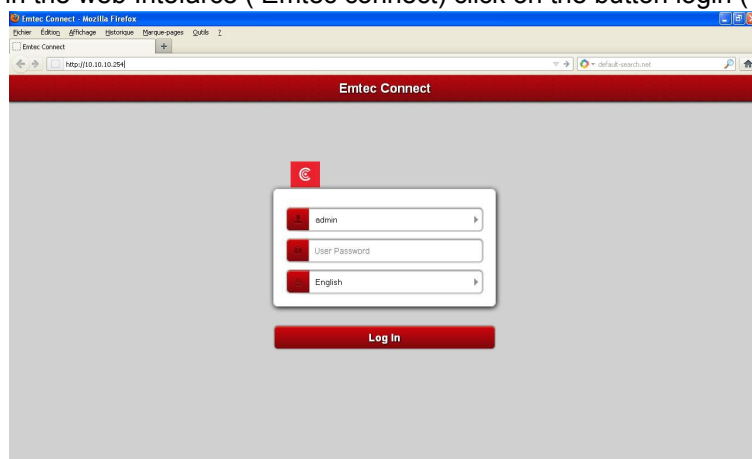 in the web intefares ( Emtec connect) click on the button login (
Emtec Connect - Mozilla Firefox
Fichier Édition Affichage Historique Marque-pages Outils ?
Emtec Connect +
http://10.10.10.254 default-search.net
Emtec Connect
admin
User Password
English
Log In